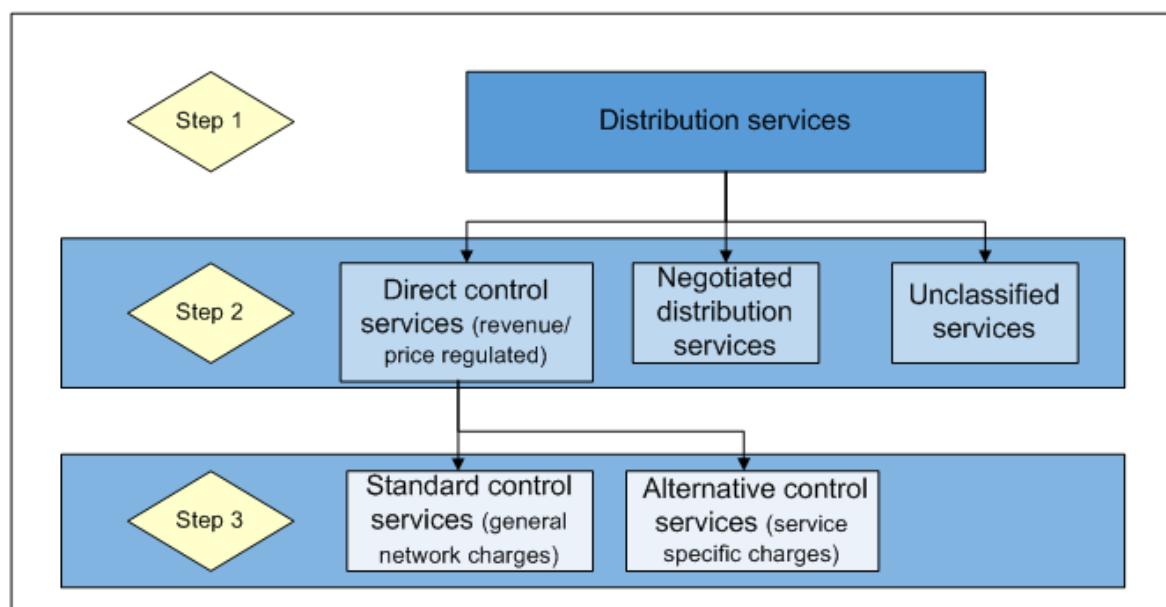 Step 1
Distribution services
Step 2
Direct control
services (revenue/
price regulated)
Negotiated
distribution
services
Unclassified
services
Step 3
Standard control
services (general
network charges)
Alternative control
services (service
specific charges)